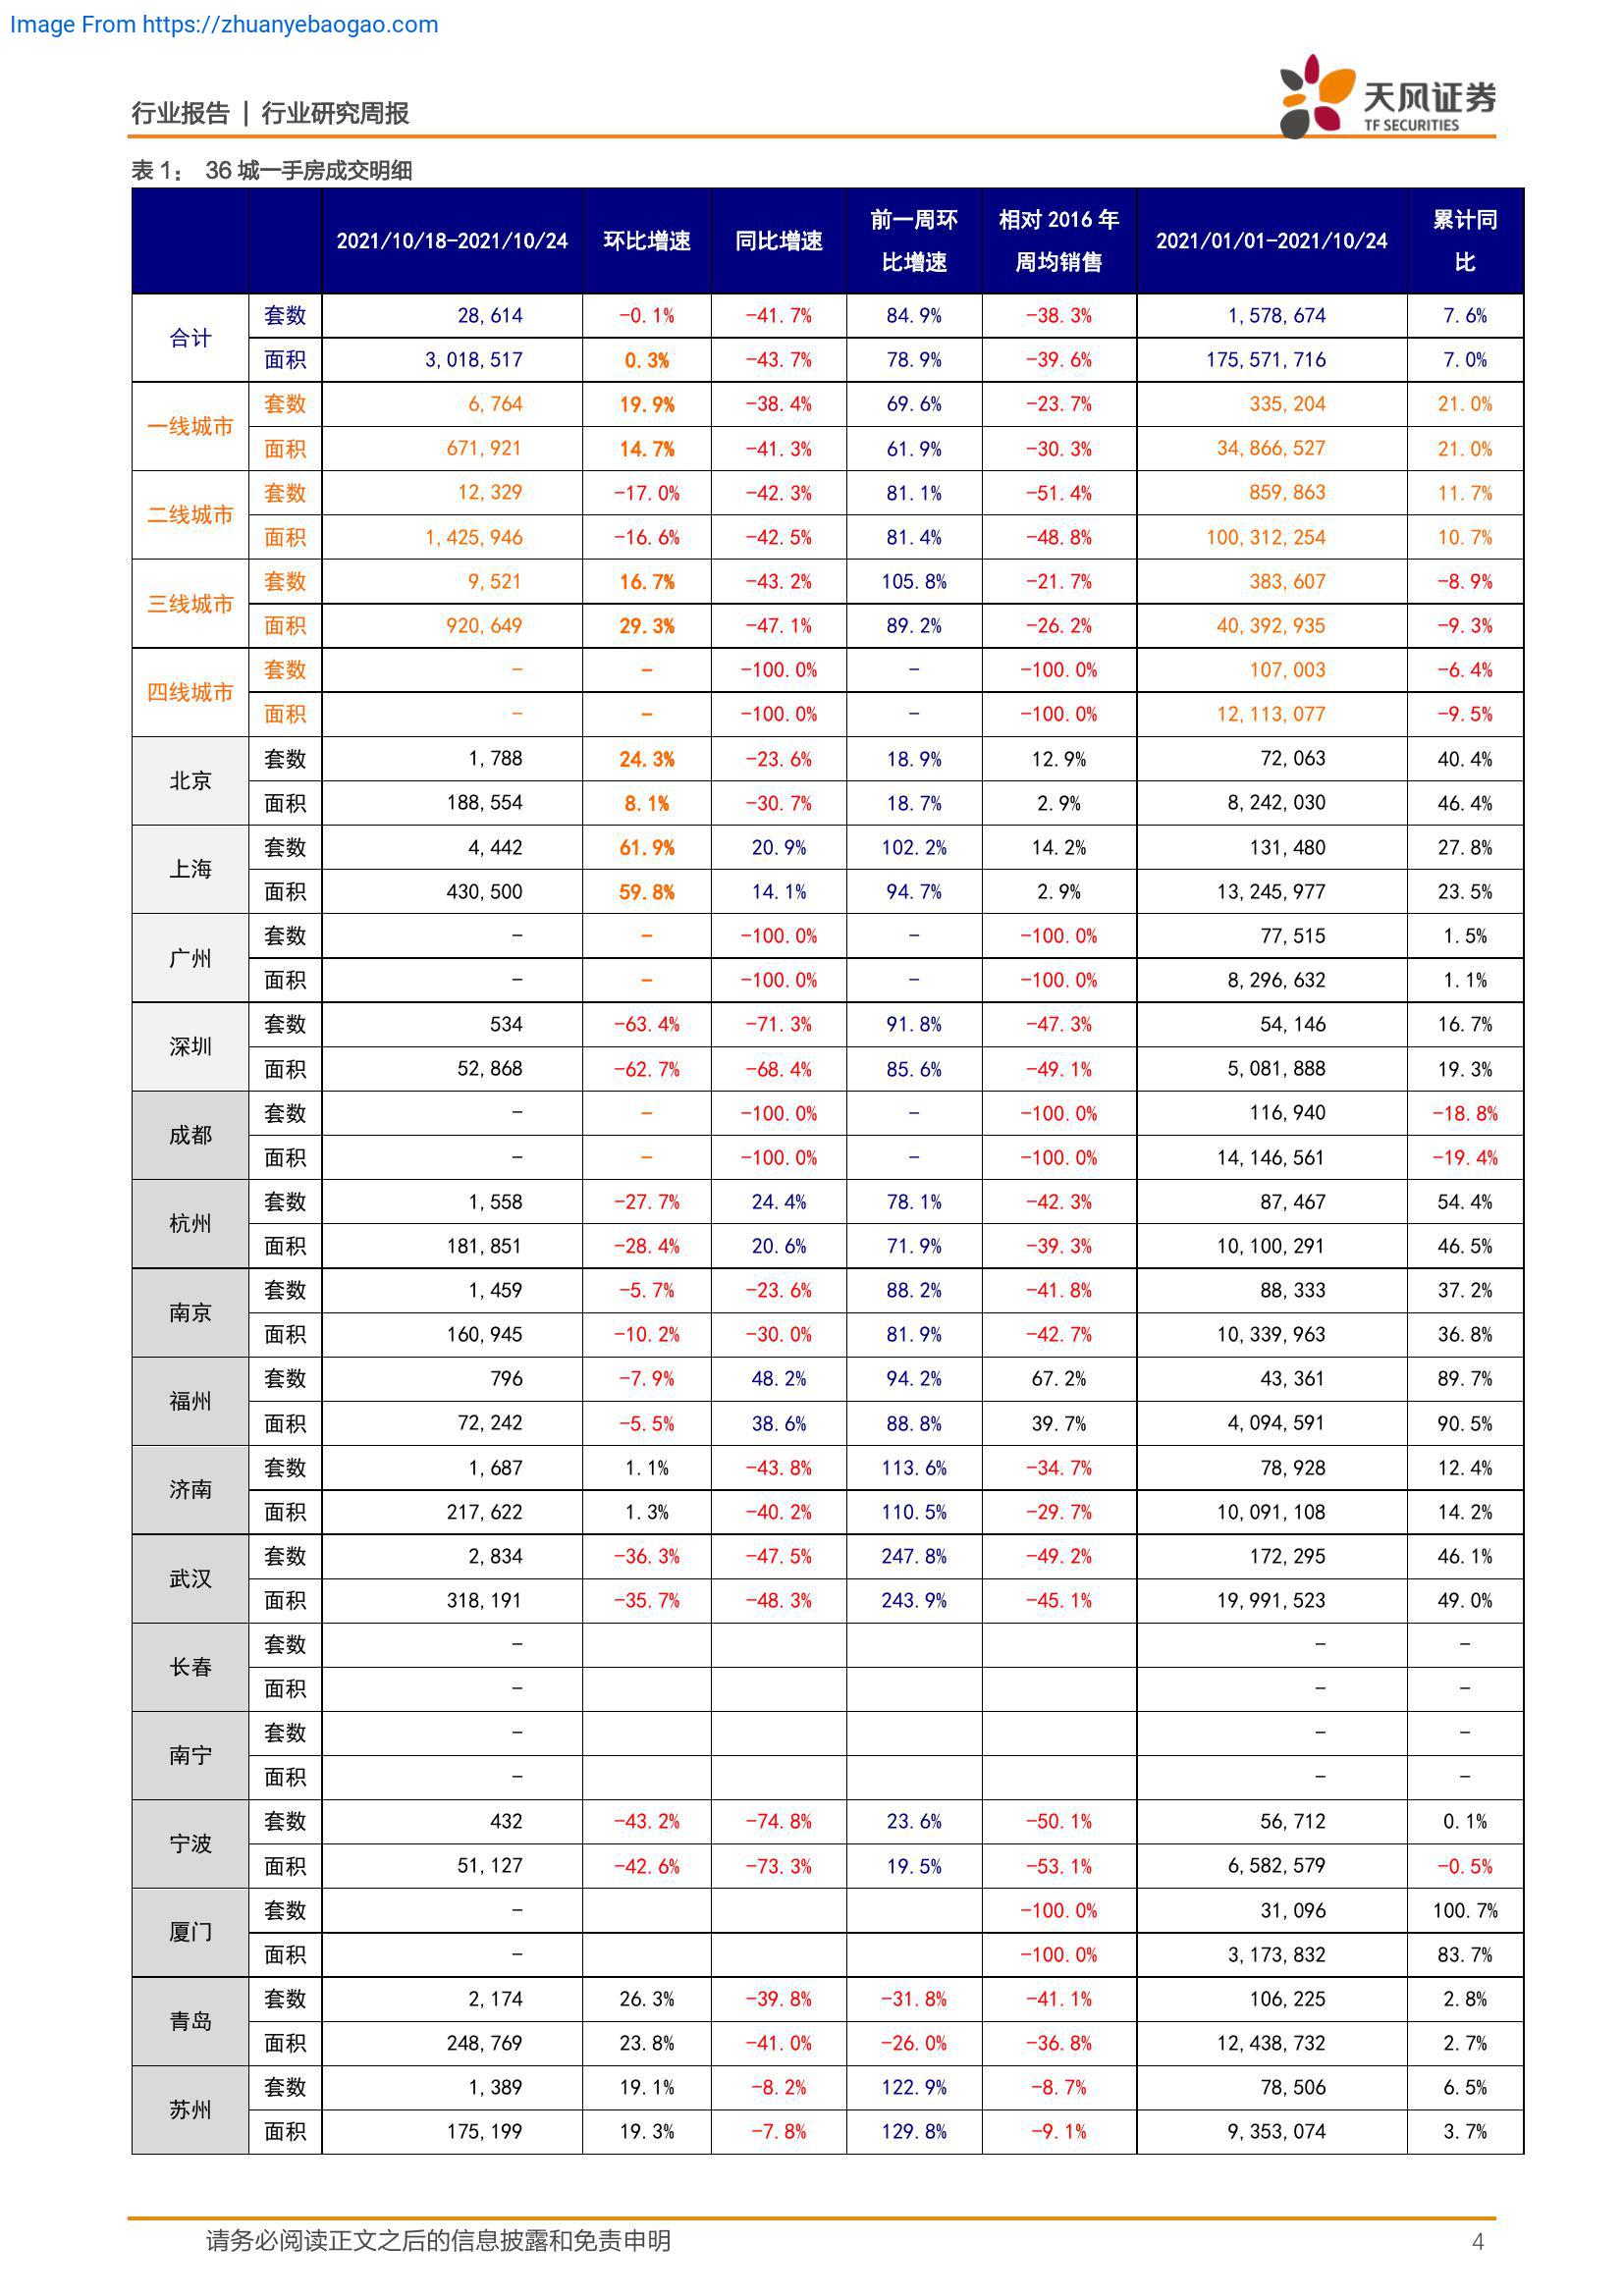 Image From https://zhuanyebaogao.com
行业报告 | 行业研究周报
天风证券
TF SECURITIES
表 1： 36 城一手房成交明细
2021/10/18-2021/10/24 环比增速 同比增速 前一周环比增速 相对 2016 年周均销售 2021/01/01-2021/10/24 累计同比
合计 套数 28,614 -0.1% -41.7% 84.9% -38.3% 1,578,674 7.6%
面积 3,018,517 0.3% -43.7% 78.9% -39.6% 175,571,716 7.0%
一线城市 套数 6,764 19.9% -38.4% 69.6% -23.7% 335,204 21.0%
面积 671,921 14.7% -41.3% 61.9% -30.3% 34,866,527 21.0%
二线城市 套数 12,329 -17.0% -42.3% 81.1% -51.4% 859,863 11.7%
面积 1,425,946 -16.6% -42.5% 81.4% -48.8% 100,312,254 10.7%
三线城市 套数 9,521 16.7% -43.2% 105.8% -21.7% 383,607 -8.9%
面积 920,649 29.3% -47.1% 89.2% -26.2% 40,392,935 -9.3%
四线城市 套数 - - -100.0% - -100.0% 107,003 -6.4%
面积 - - -100.0% - -100.0% 12,113,077 -9.5%
北京 套数 1,788 24.3% -23.6% 18.9% 12.9% 72,063 40.4%
面积 188,554 8.1% -30.7% 18.7% 2.9% 8,242,030 46.4%
上海 套数 4,442 61.9% 20.9% 102.2% 14.2% 131,480 27.8%
面积 430,500 59.8% 14.1% 94.7% 2.9% 13,245,977 23.5%
广州 套数 - - -100.0% - -100.0% 77,515 1.5%
面积 - - -100.0% - -100.0% 8,296,632 1.1%
深圳 套数 534 -63.4% -71.3% 91.8% -47.3% 54,146 16.7%
面积 52,868 -62.7% -68.4% 85.6% -49.1% 5,081,888 19.3%
成都 套数 - - -100.0% - -100.0% 116,940 -18.8%
面积 - - -100.0% - -100.0% 14,146,561 -19.4%
杭州 套数 1,558 -27.7% 24.4% 78.1% -42.3% 87,467 54.4%
面积 181,851 -28.4% 20.6% 71.9% -39.3% 10,100,291 46.5%
南京 套数 1,459 -5.7% -23.6% 88.2% -41.8% 88,333 37.2%
面积 160,945 -10.2% -30.0% 81.9% -42.7% 10,339,963 36.8%
福州 套数 796 -7.9% 48.2% 94.2% 67.2% 43,361 89.7%
面积 72,242 -5.5% 38.6% 88.8% 39.7% 4,094,591 90.5%
济南 套数 1,687 1.1% -43.8% 113.6% -34.7% 78,928 12.4%
面积 217,622 1.3% -40.2% 110.5% -29.7% 10,091,108 14.2%
武汉 套数 2,834 -36.3% -47.5% 247.8% -49.2% 172,295 46.1%
面积 318,191 -35.7% -48.3% 243.9% -45.1% 19,991,523 49.0%
长春 套数 - - -
面积 - - -
南宁 套数 - - -
面积 - - -
宁波 套数 432 -43.2% -74.8% 23.6% -50.1% 56,712 0.1%
面积 51,127 -42.6% -73.3% 19.5% -53.1% 6,582,579 -0.5%
厦门 套数 - -100.0% 31,096 100.7%
面积 - -100.0% 3,173,832 83.7%
青岛 套数 2,174 26.3% -39.8% -31.8% -41.1% 106,225 2.8%
面积 248,769 23.8% -41.0% -26.0% -36.8% 12,438,732 2.7%
苏州 套数 1,389 19.1% -8.2% 122.9% -8.7% 78,506 6.5%
面积 175,199 19.3% -7.8% 129.8% -9.1% 9,353,074 3.7%
请务必阅读正文之后的信息披露和免责申明 4